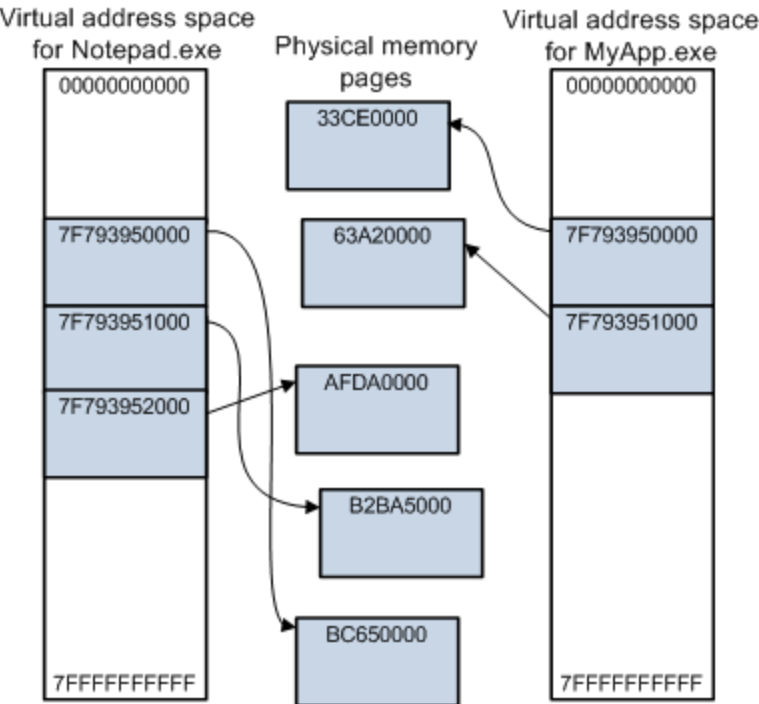 Virtual address space
for Notepad.exe
00000000000
7F793950000
7F793951000
7F793952000
7FFFFFFFFFF
Physical memory
pages
33CE0000
63A20000
AFDA0000
B2BA5000
BC650000
Virtual address space
for MyApp.exe
00000000000
7F793950000
7F793951000
7FFFFFFFFFF